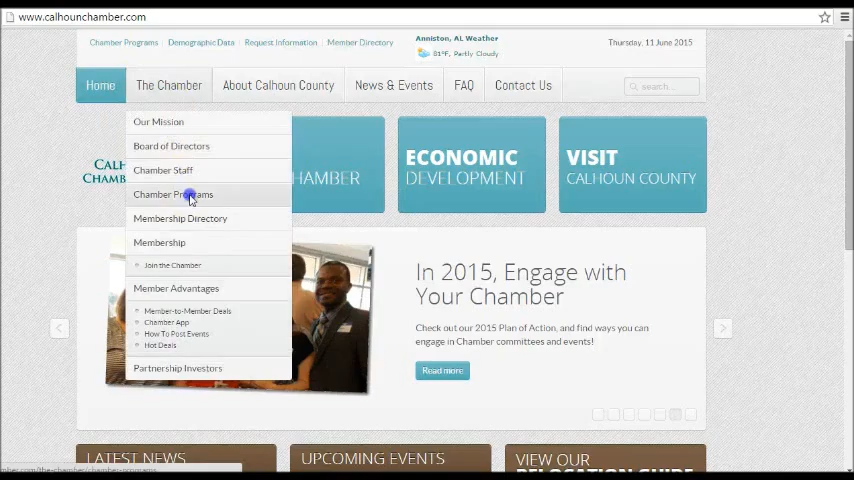 www.calhounchamber.com
Chamber Programs Demographic Data Request Information Member Directory
Anniston, AL Weather
81°F, Partly Cloudy
Thursday, 11 June 2015
Home The Chamber About Calhoun County News & Events FAQ Contact Us
search...
Our Mission
Board of Directors
Chamber Staff
Chamber Programs
Membership Directory
Membership
Join the Chamber
Member Advantages
Member-to-Member Deals
Chamber App
How To Post Events
Hot Deals
Partnership Investors
CAL
CHAMB
HAMBER
ECONOMIC
DEVELOPMENT
VISIT
CALHOUN COUNTY
In 2015, Engage with
Your Chamber
Check out our 2015 Plan of Action, and find ways you can
engage in Chamber committees and events!
Read more
LATEST NEWS
UPCOMING EVENTS
VIEW OUR
RELOCATION GUIDE